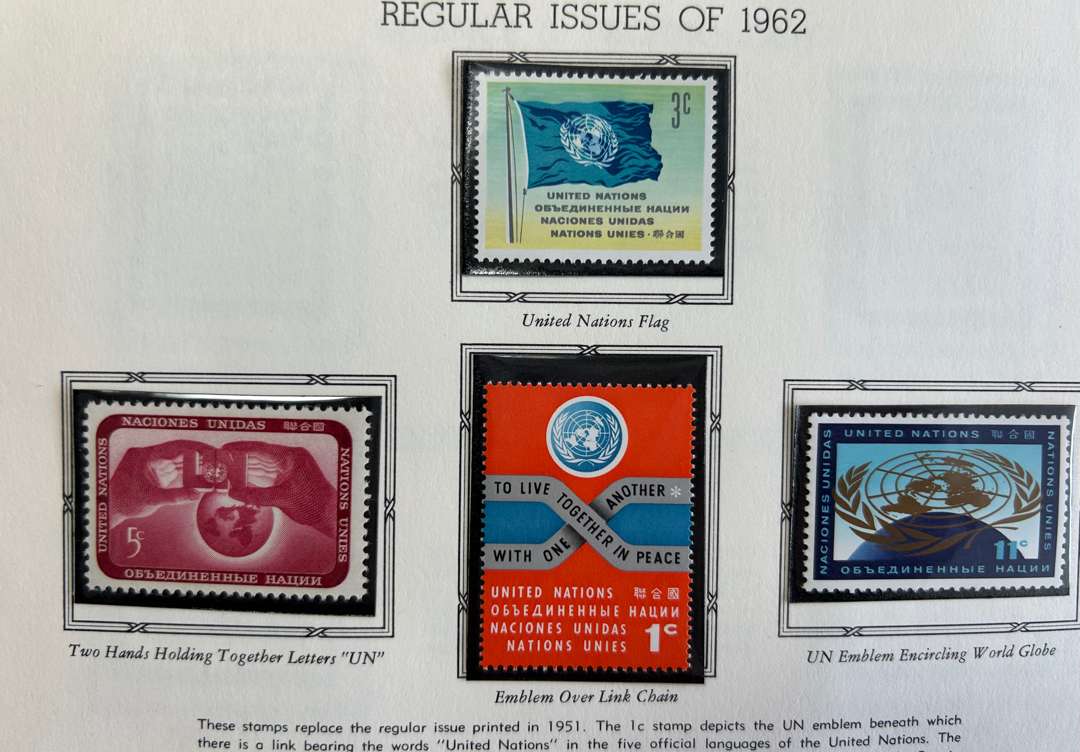 REGULAR ISSUES OF 1962
3c
UNITED NATIONS
ОБЪЕДИНЕННЫЕ НАЦИИ
NACIONES UNIDAS
NATIONS UNIES · 聯合國
United Nations Flag
NACIONES UNIDAS 聯合國
UNITED NATIONS
NATIONS UNIES
5c
ОБЪЕДИНЕННЫЕ НАЦИИ
Two Hands Holding Together Letters "UN"
TO LIVE TOGETHER IN PEACE
WITH ONE ANOTHER *
UNITED NATIONS 聯合國
ОБЪЕДИНЕННЫЕ НАЦИИ
NACIONES UNIDAS
NATIONS UNIES
1c
Emblem Over Link Chain
UNITED NATIONS 聯合國
NACIONES UNIDAS
NATIONS UNIES
11c
ОБЪЕДИНЕННЫЕ НАЦИИ
UN Emblem Encircling World Globe
These stamps replace the regular issue printed in 1951. The 1c stamp depicts the UN emblem beneath which
there is a link bearing the words "United Nations" in the five official languages of the United Nations. The